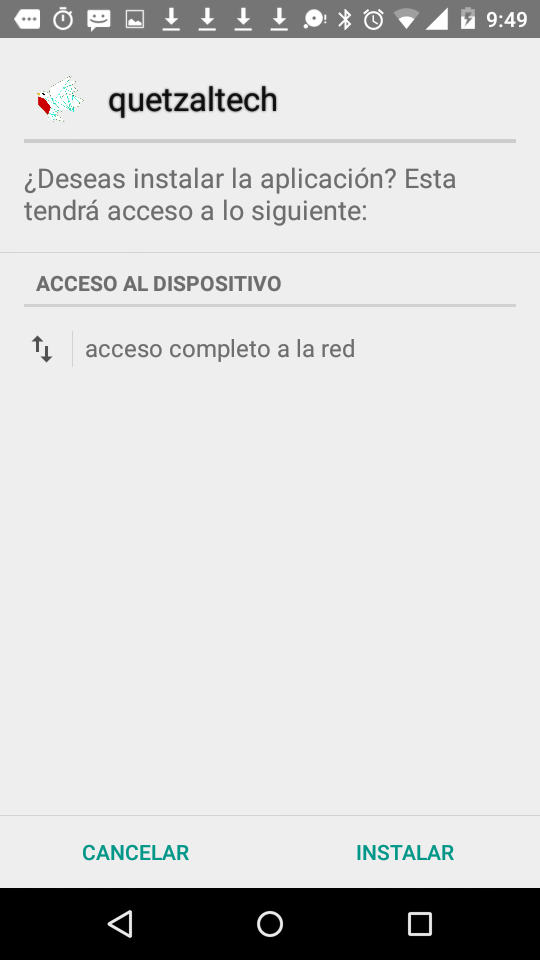 9:49
quetzaltech
¿Deseas instalar la aplicación? Esta
tendrá acceso a lo siguiente:
ACCESO AL DISPOSITIVO
acceso completo a la red
CANCELAR
INSTALAR